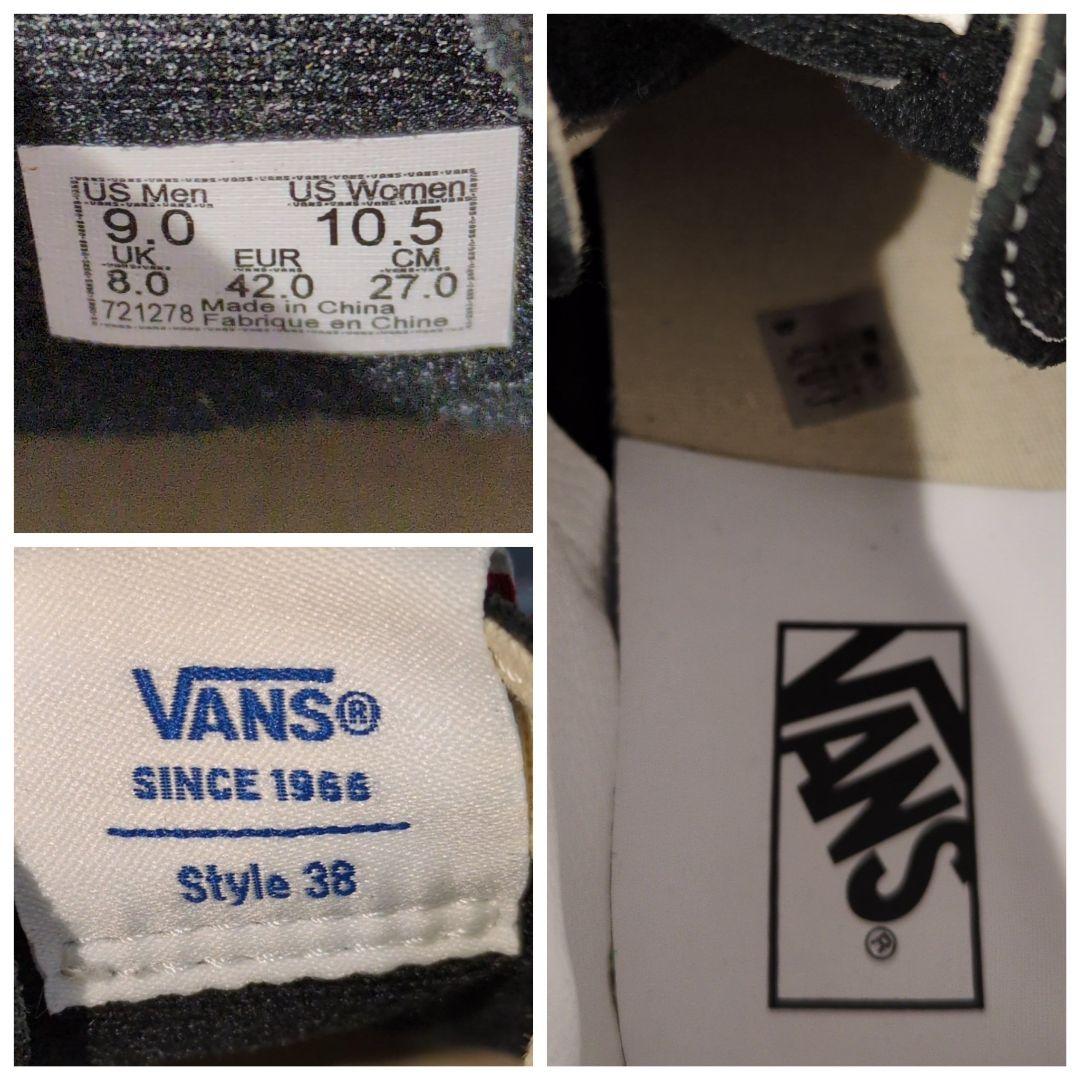 US Men US Women
9.0 10.5
UK EUR CM
8.0 42.0 27.0
721278 Made in China
Fabrique en Chine
VANS®
SINCE 1966
Style 38
VANS
®